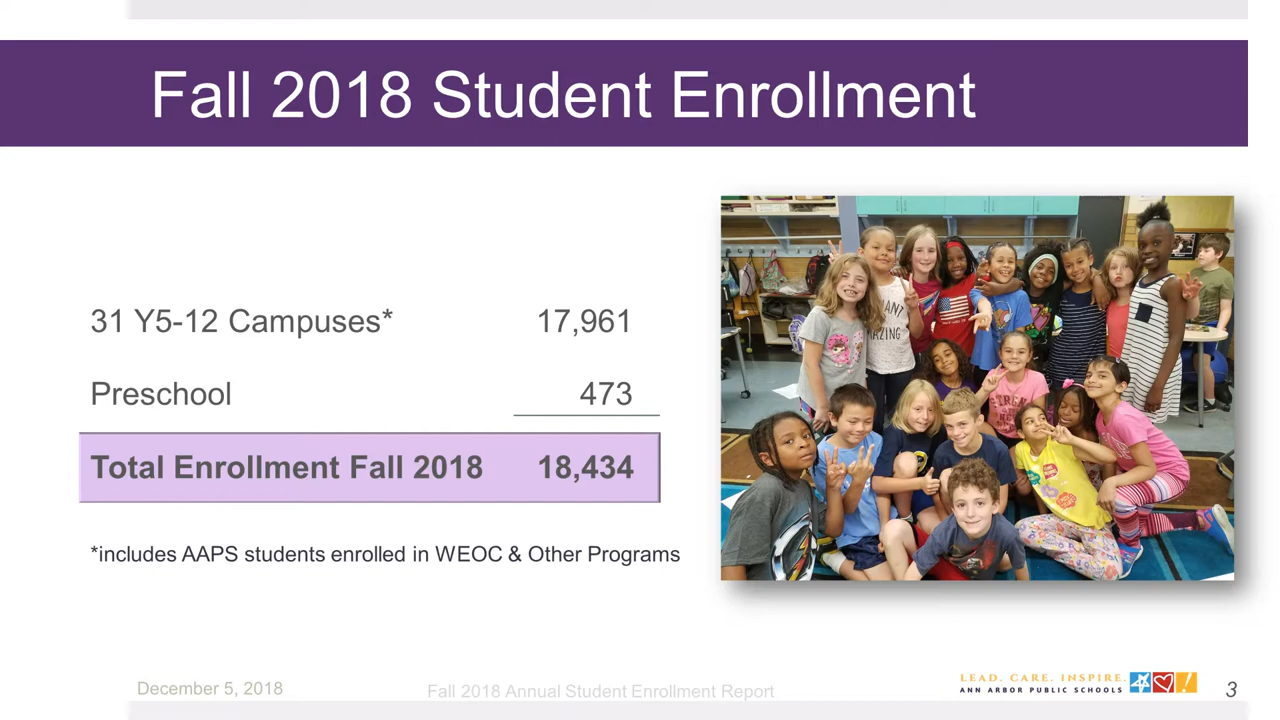 Fall 2018 Student Enrollment
31 Y5-12 Campuses* 17,961
Preschool 473
Total Enrollment Fall 2018 18,434
*includes AAPS students enrolled in WEOC & Other Programs
December 5, 2018
Fall 2018 Annual Student Enrollment Report
LEAD. CARE. INSPIRE.
ANN ARBOR PUBLIC SCHOOLS
3